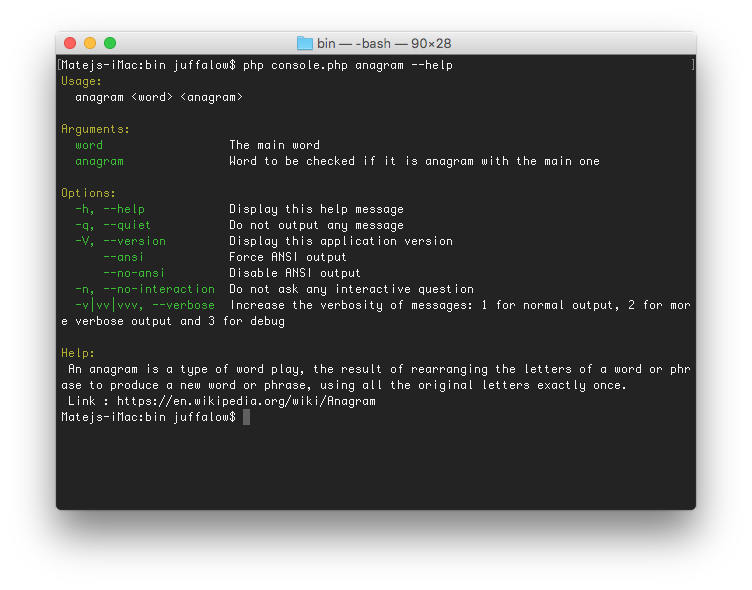 bin — -bash — 90×28
[Matejs-iMac:bin juffalow$ php console.php anagram --help ]
Usage:
  anagram <word> <anagram>

Arguments:
  word                  The main word
  anagram               Word to be checked if it is anagram with the main one

Options:
  -h, --help            Display this help message
  -q, --quiet           Do not output any message
  -V, --version         Display this application version
      --ansi            Force ANSI output
      --no-ansi         Disable ANSI output
  -n, --no-interaction  Do not ask any interactive question
  -v|vv|vvv, --verbose  Increase the verbosity of messages: 1 for normal output, 2 for mor
e verbose output and 3 for debug

Help:
 An anagram is a type of word play, the result of rearranging the letters of a word or phr
ase to produce a new word or phrase, using all the original letters exactly once.
 Link : https://en.wikipedia.org/wiki/Anagram
Matejs-iMac:bin juffalow$